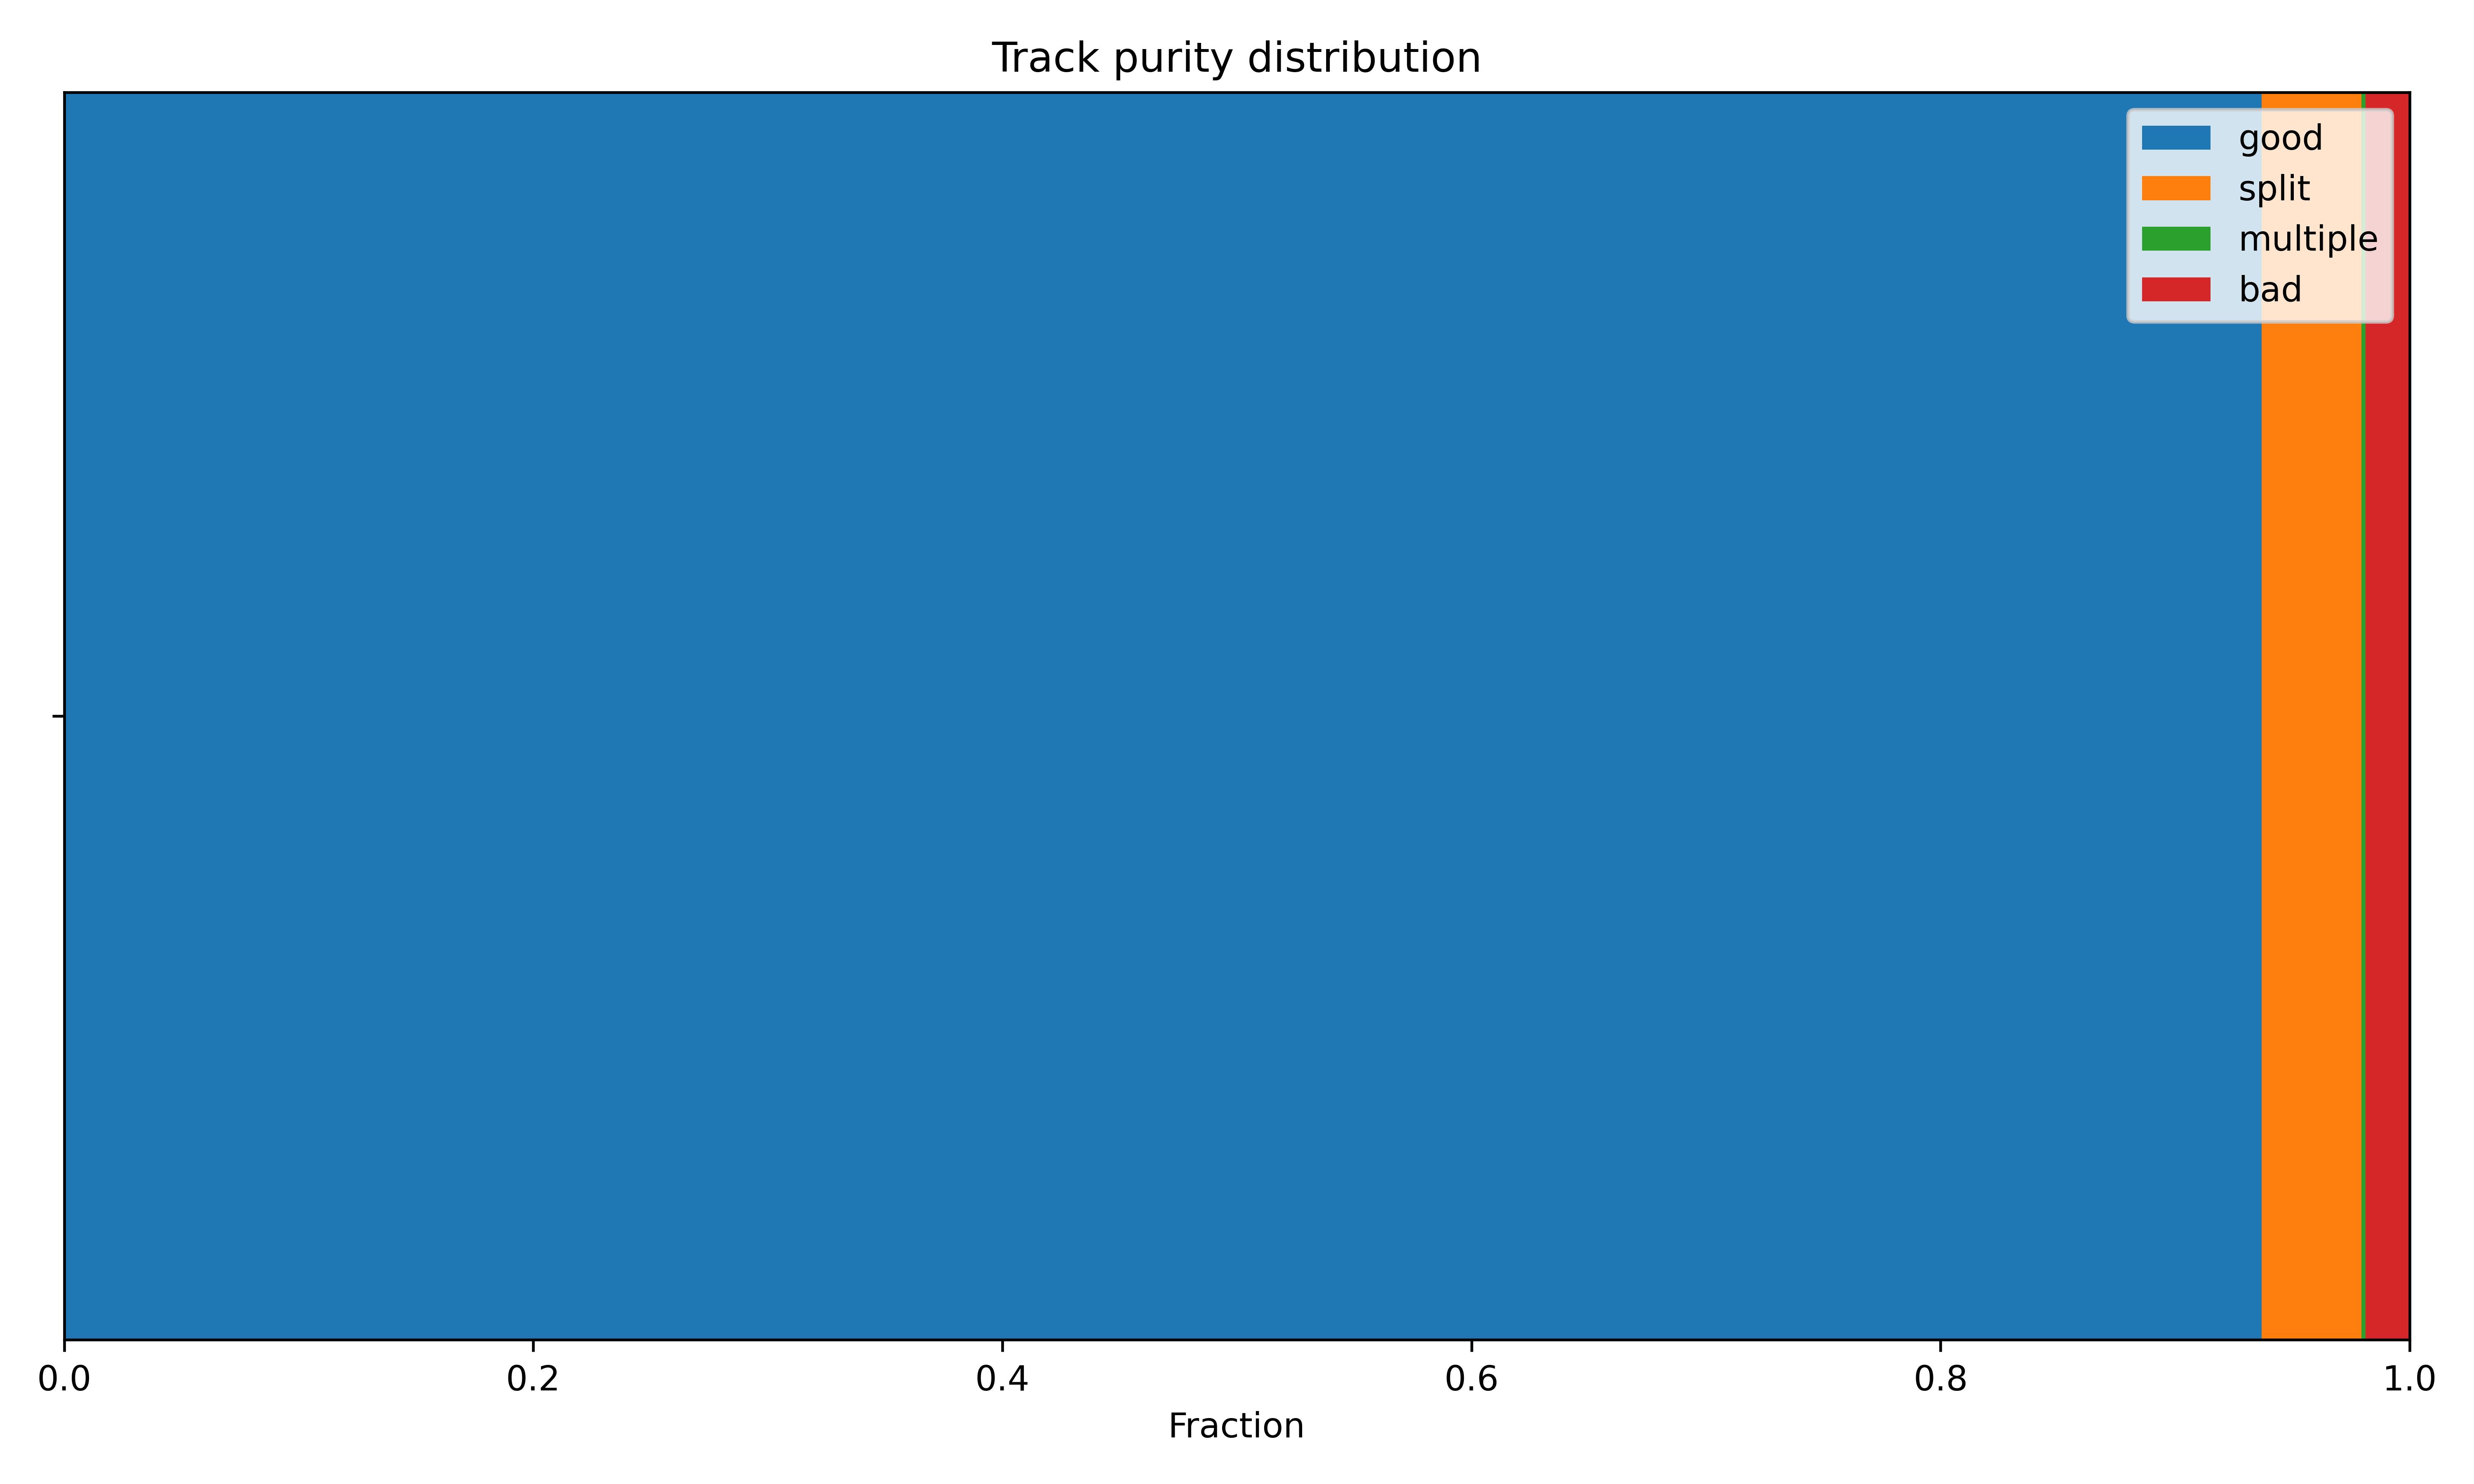 Track purity distribution
good
split
multiple
bad
0.0 0.2 0.4 0.6 0.8 1.0
Fraction